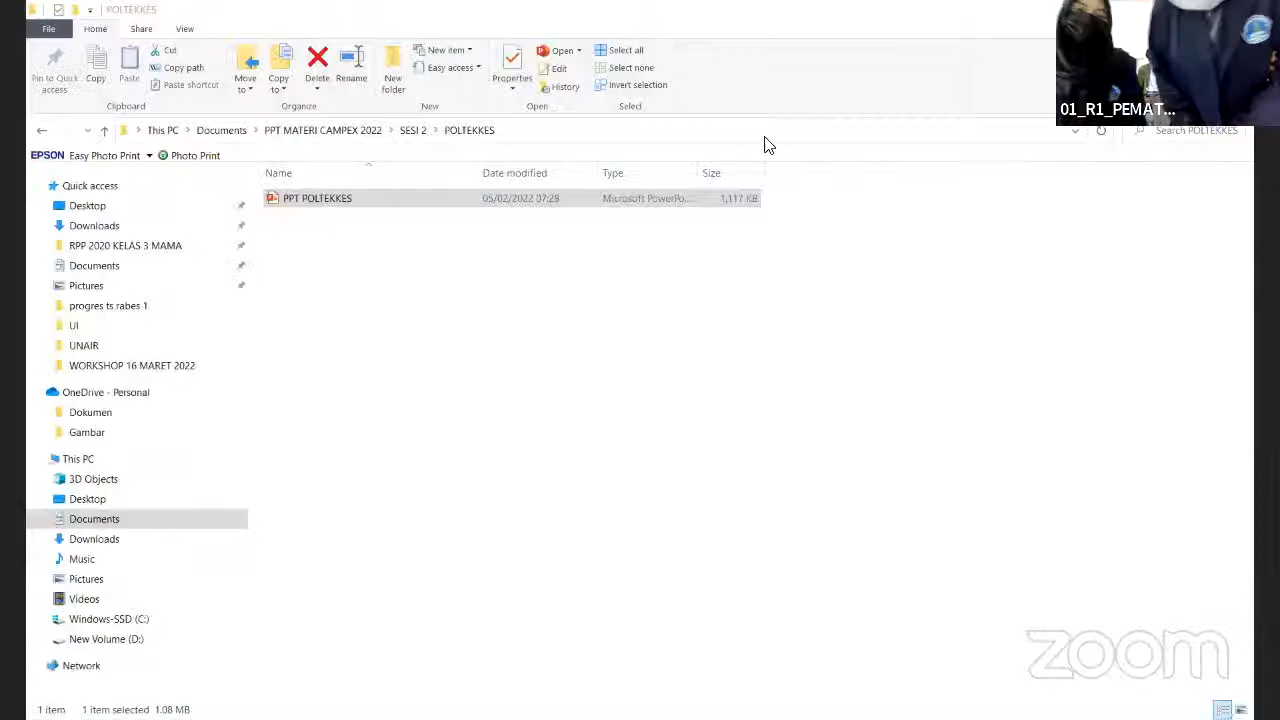 POLTEKKES
File Home Share View
Pin to Quick access
Copy
Paste
Cut
Copy path
Paste shortcut
Clipboard
Move to
Copy to
Delete
Rename
Organize
New folder
New item
Easy access
New
Properties
Open
Edit
History
Open
Select all
Select none
Invert selection
Select
01_R1_PEMAT...
This PC Documents PPT MATERI CAMPEX 2022 SESI 2 POLTEKKES
Search POLTEKKES
EPSON Easy Photo Print Photo Print
Name Date modified Type Size
PPT POLTEKKES 05/02/2022 07:28 Microsoft PowerPo... 1,117 KB
Quick access
Desktop
Downloads
RPP 2020 KELAS 3 MAMA
Documents
Pictures
progres ts rabes 1
UI
UNAIR
WORKSHOP 16 MARET 2022
OneDrive - Personal
Dokumen
Gambar
This PC
3D Objects
Desktop
Documents
Downloads
Music
Pictures
Videos
Windows-SSD (C:)
New Volume (D:)
Network
zoom
1 item 1 item selected 1.08 MB